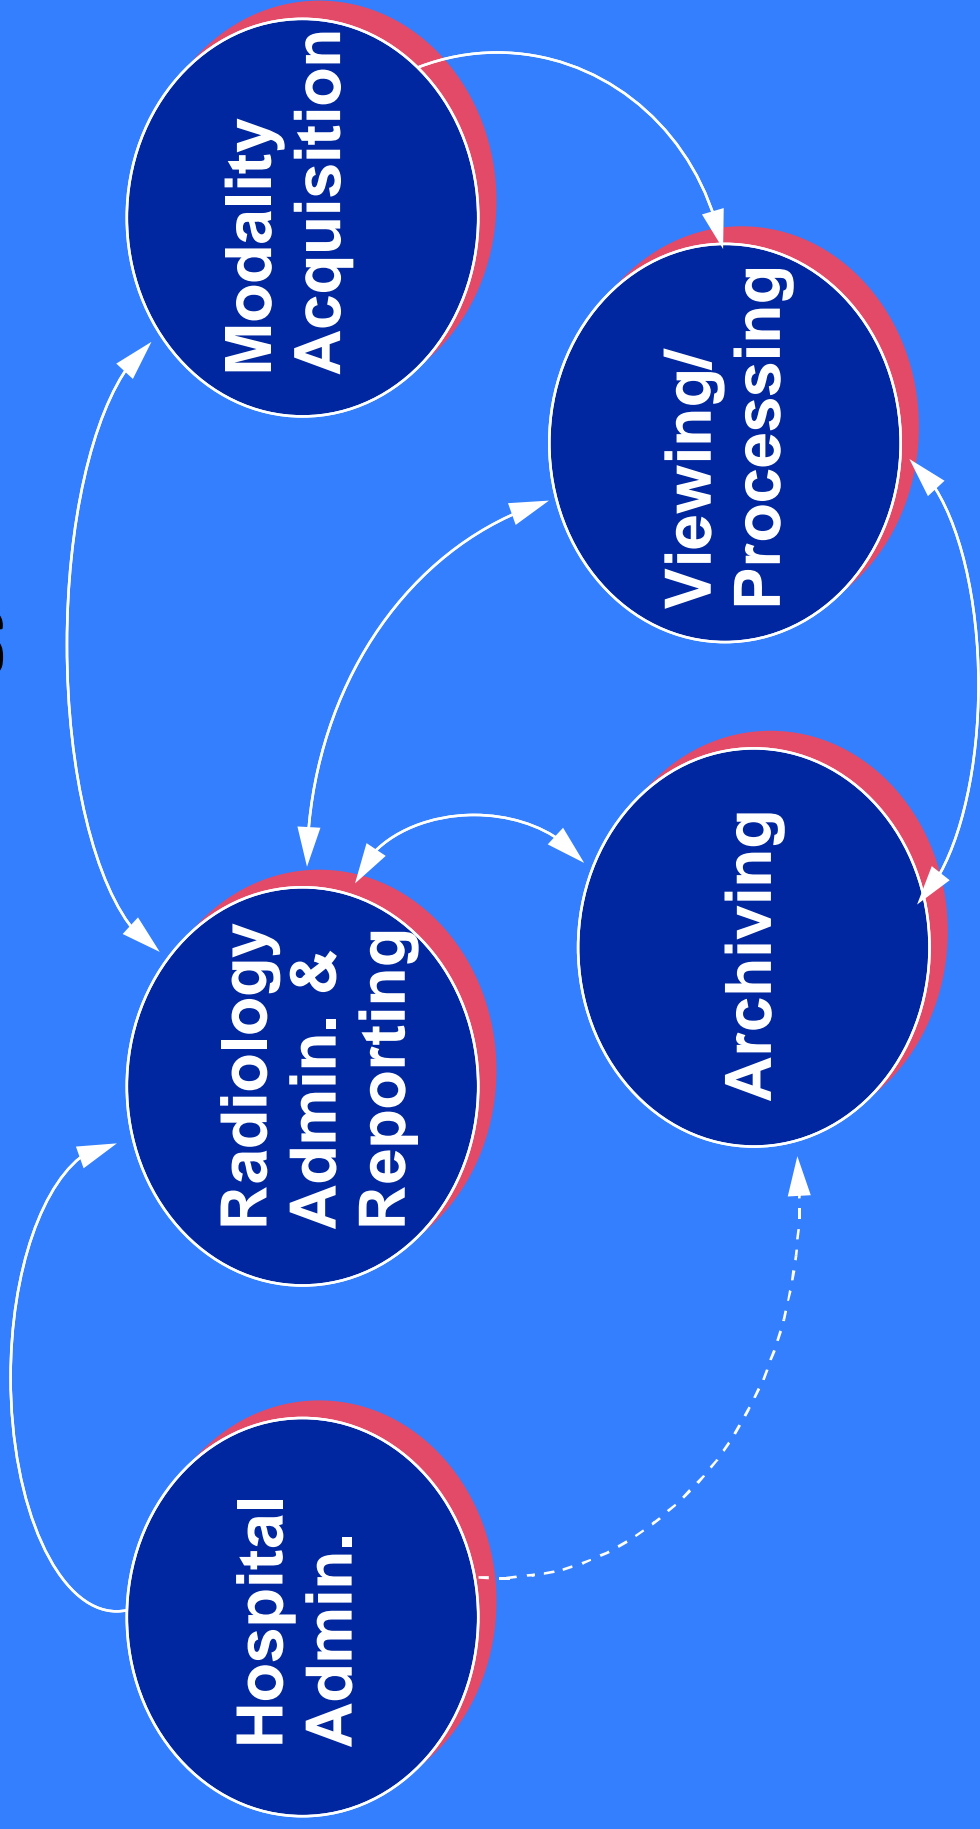 Hospital
Admin.
Radiology
Admin. &
Reporting
Modality
Acquisition
Archiving
Viewing/
Processing